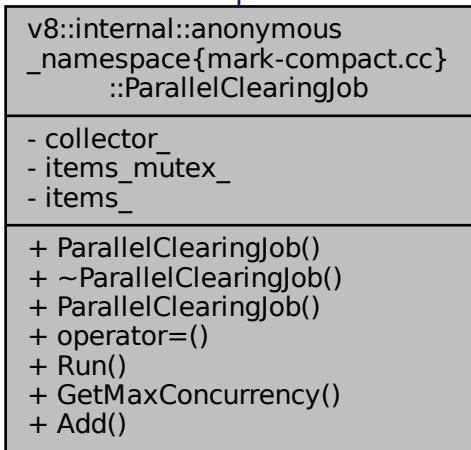 v8::internal::anonymous
_namespace{mark-compact.cc}
::ParallelClearingJob
- collector_
- items_mutex_
- items_
+ ParallelClearingJob()
+ ~ParallelClearingJob()
+ ParallelClearingJob()
+ operator=()
+ Run()
+ GetMaxConcurrency()
+ Add()